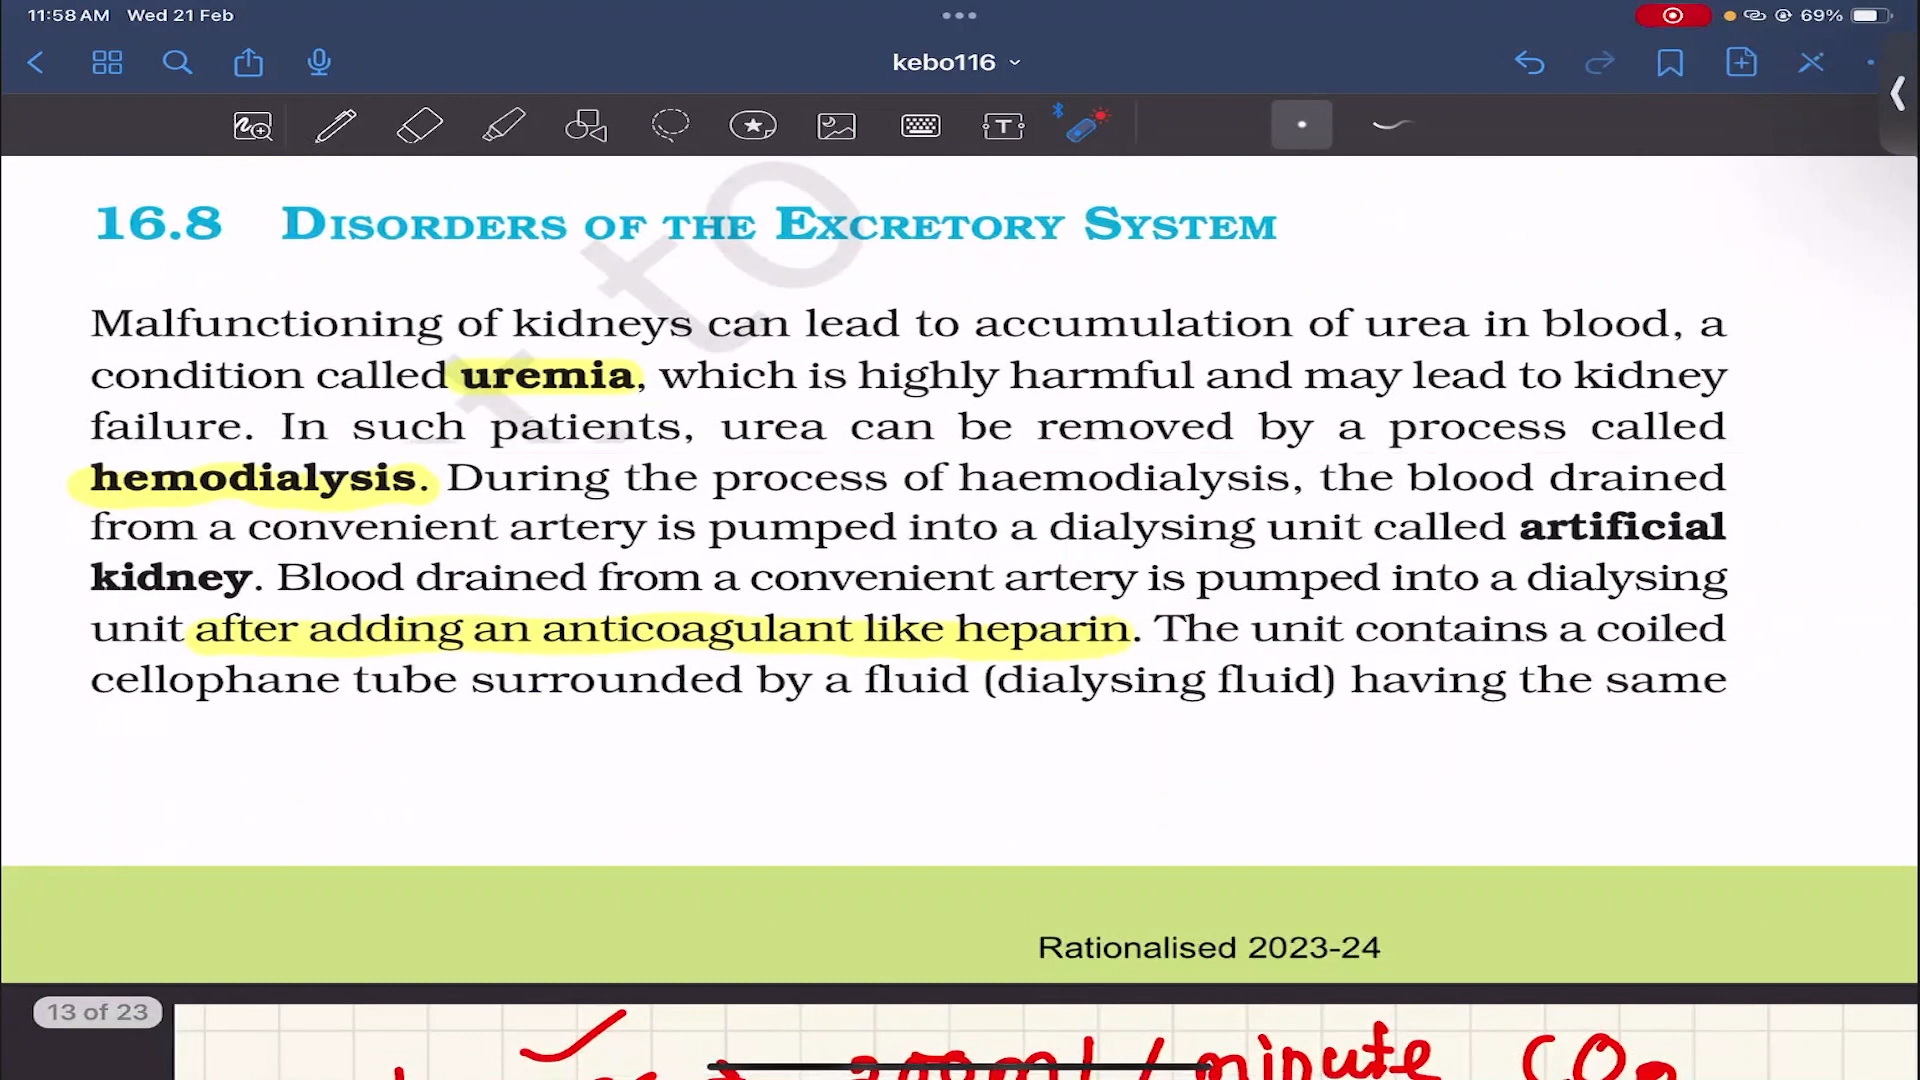 11:58 AM Wed 21 Feb
69%
kebo116
16.8 DISORDERS OF THE EXCRETORY SYSTEM
Malfunctioning of kidneys can lead to accumulation of urea in blood, a
condition called uremia, which is highly harmful and may lead to kidney
failure. In such patients, urea can be removed by a process called
hemodialysis. During the process of haemodialysis, the blood drained
from a convenient artery is pumped into a dialysing unit called artificial
kidney. Blood drained from a convenient artery is pumped into a dialysing
unit after adding an anticoagulant like heparin. The unit contains a coiled
cellophane tube surrounded by a fluid (dialysing fluid) having the same
Rationalised 2023-24
13 of 23
200ml/minute CO₂